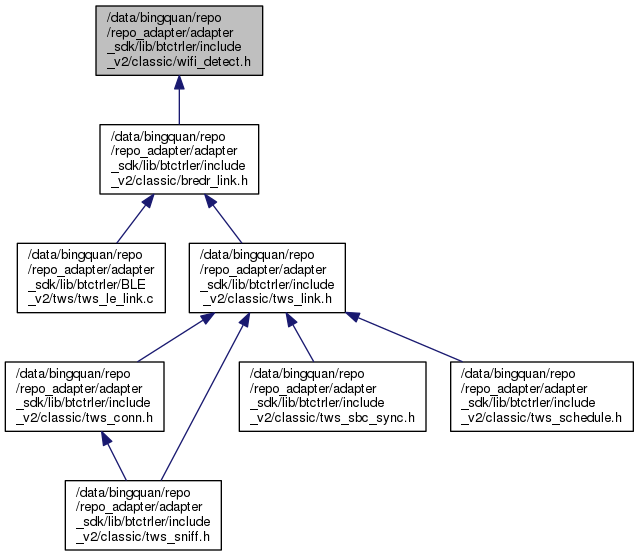 /data/bingquan/repo
/repo_adapter/adapter
_sdk/lib/btctrler/include
_v2/classic/wifi_detect.h
/data/bingquan/repo
/repo_adapter/adapter
_sdk/lib/btctrler/include
_v2/classic/bredr_link.h
/data/bingquan/repo
/repo_adapter/adapter
_sdk/lib/btctrler/BLE
_v2/tws/tws_le_link.c
/data/bingquan/repo
/repo_adapter/adapter
_sdk/lib/btctrler/include
_v2/classic/tws_link.h
/data/bingquan/repo
/repo_adapter/adapter
_sdk/lib/btctrler/include
_v2/classic/tws_conn.h
/data/bingquan/repo
/repo_adapter/adapter
_sdk/lib/btctrler/include
_v2/classic/tws_sbc_sync.h
/data/bingquan/repo
/repo_adapter/adapter
_sdk/lib/btctrler/include
_v2/classic/tws_schedule.h
/data/bingquan/repo
/repo_adapter/adapter
_sdk/lib/btctrler/include
_v2/classic/tws_sniff.h